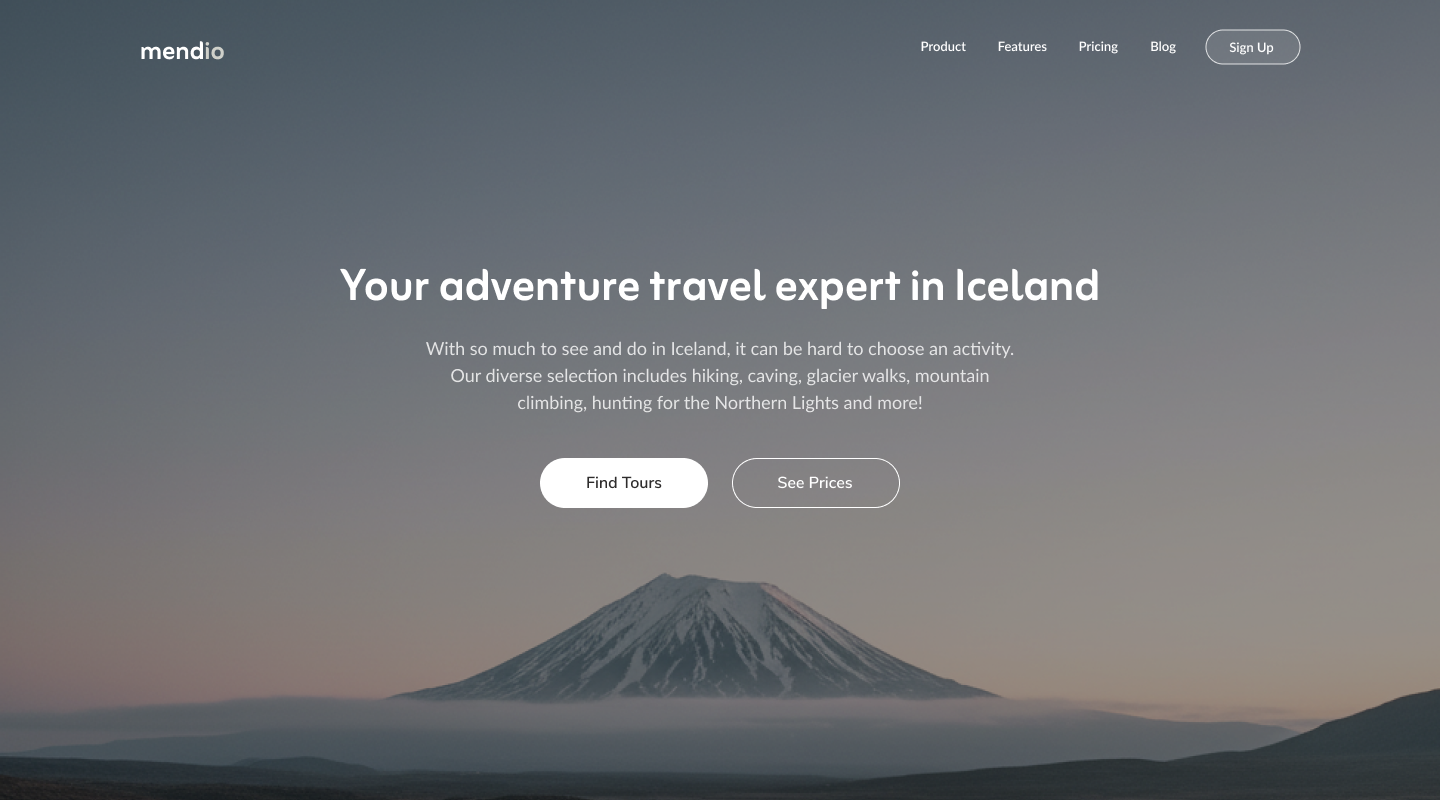 mendio
Product Features Pricing Blog Sign Up
Your adventure travel expert in Iceland
With so much to see and do in Iceland, it can be hard to choose an activity.
Our diverse selection includes hiking, caving, glacier walks, mountain
climbing, hunting for the Northern Lights and more!
Find Tours See Prices